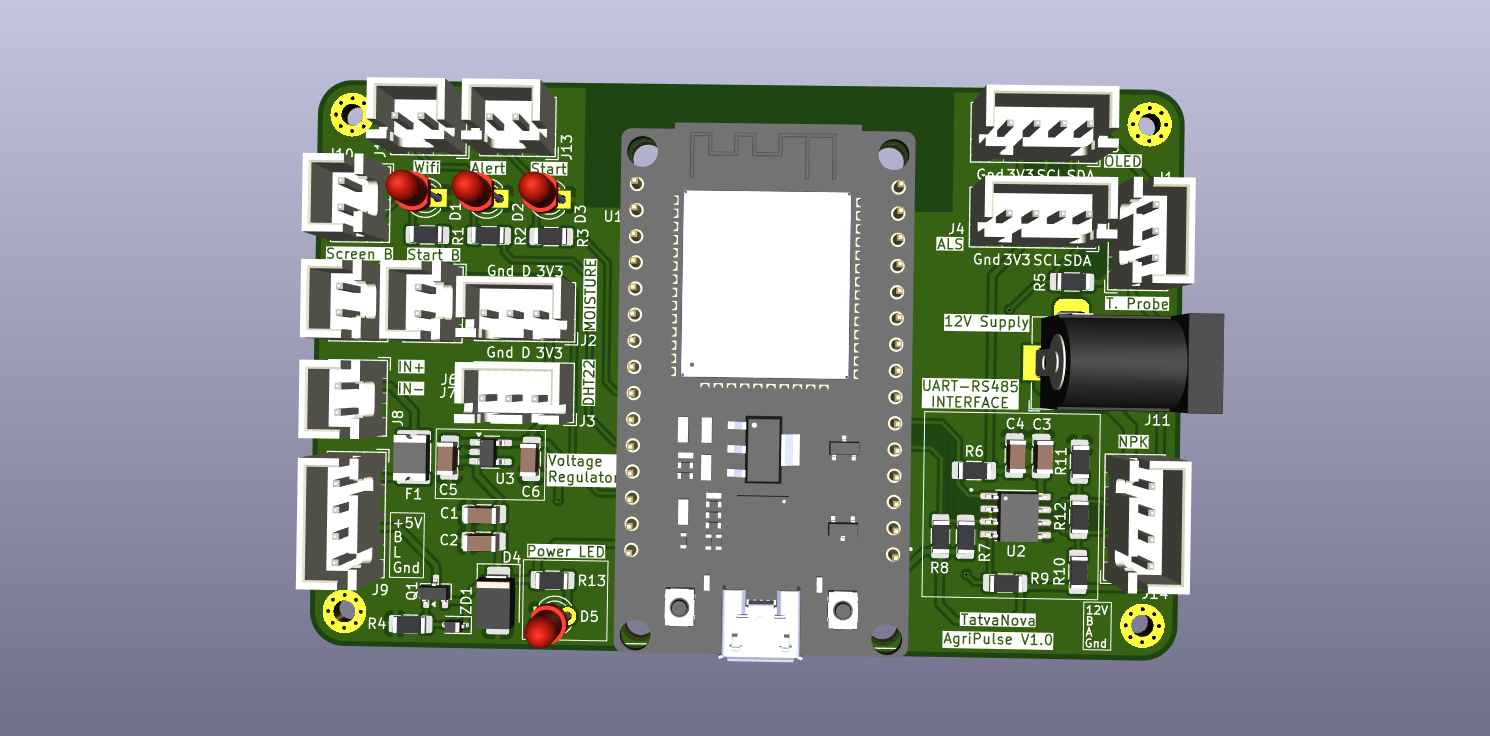 J13
Wifi
Alert
Start
D1
D2
D3
R1
R2
R3
U1
Screen B
Start B
Gnd D 3V3
MOISTURE
J2
Gnd D 3V3
IN+
IN-
J6
J7
DHT22
J3
J8
F1
C5
U3
C6
Voltage
C1
C2
+5V
B
L
Gnd
J9
Q1
R4
ZD1
D4
Power LED
R13
D5
OLED
Gnd 3V3 SCL SDA
J1
J4
ALS
Gnd 3V3 SCL SDA
R5
T. Probe
12V Supply
J11
UART-RS485
INTERFACE
C4 C3
R6
R11
NPK
R12
U2
R7
R8
R9
R10
J14
TatvaNova
AgriPulse V1.0
12V
B
A
Gnd